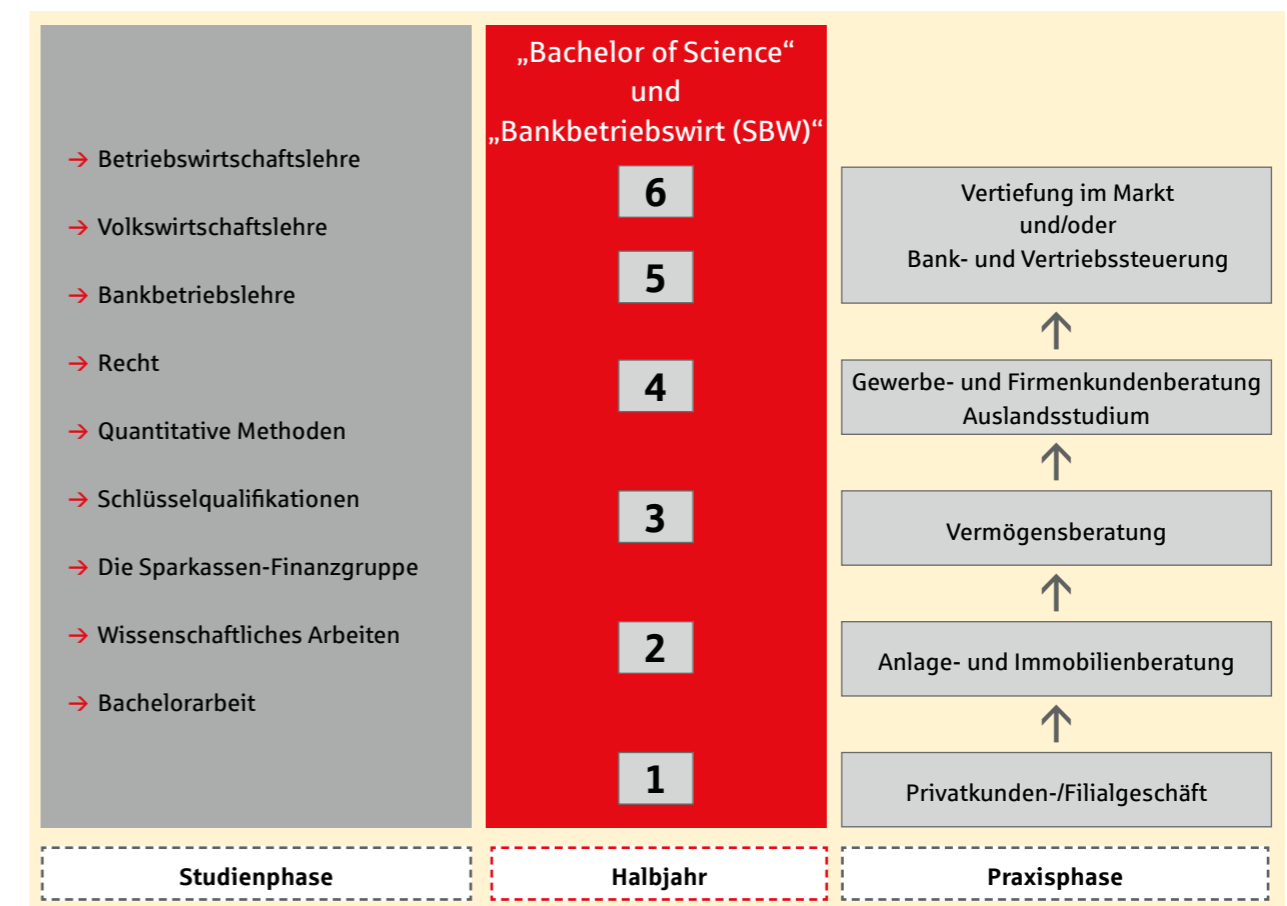 → Betriebswirtschaftslehre
→ Volkswirtschaftslehre
→ Bankbetriebslehre
→ Recht
→ Quantitative Methoden
→ Schlüsselqualifikationen
→ Die Sparkassen-Finanzgruppe
→ Wissenschaftliches Arbeiten
→ Bachelorarbeit
Studienphase
„Bachelor of Science“
und
„Bankbetriebswirt (SBW)“
6
5
4
3
2
1
Halbjahr
Vertiefung im Markt
und/oder
Bank- und Vertriebssteuerung
Gewerbe- und Firmenkundenberatung
Auslandsstudium
Vermögensberatung
Anlage- und Immobilienberatung
Privatkunden-/Filialgeschäft
Praxisphase